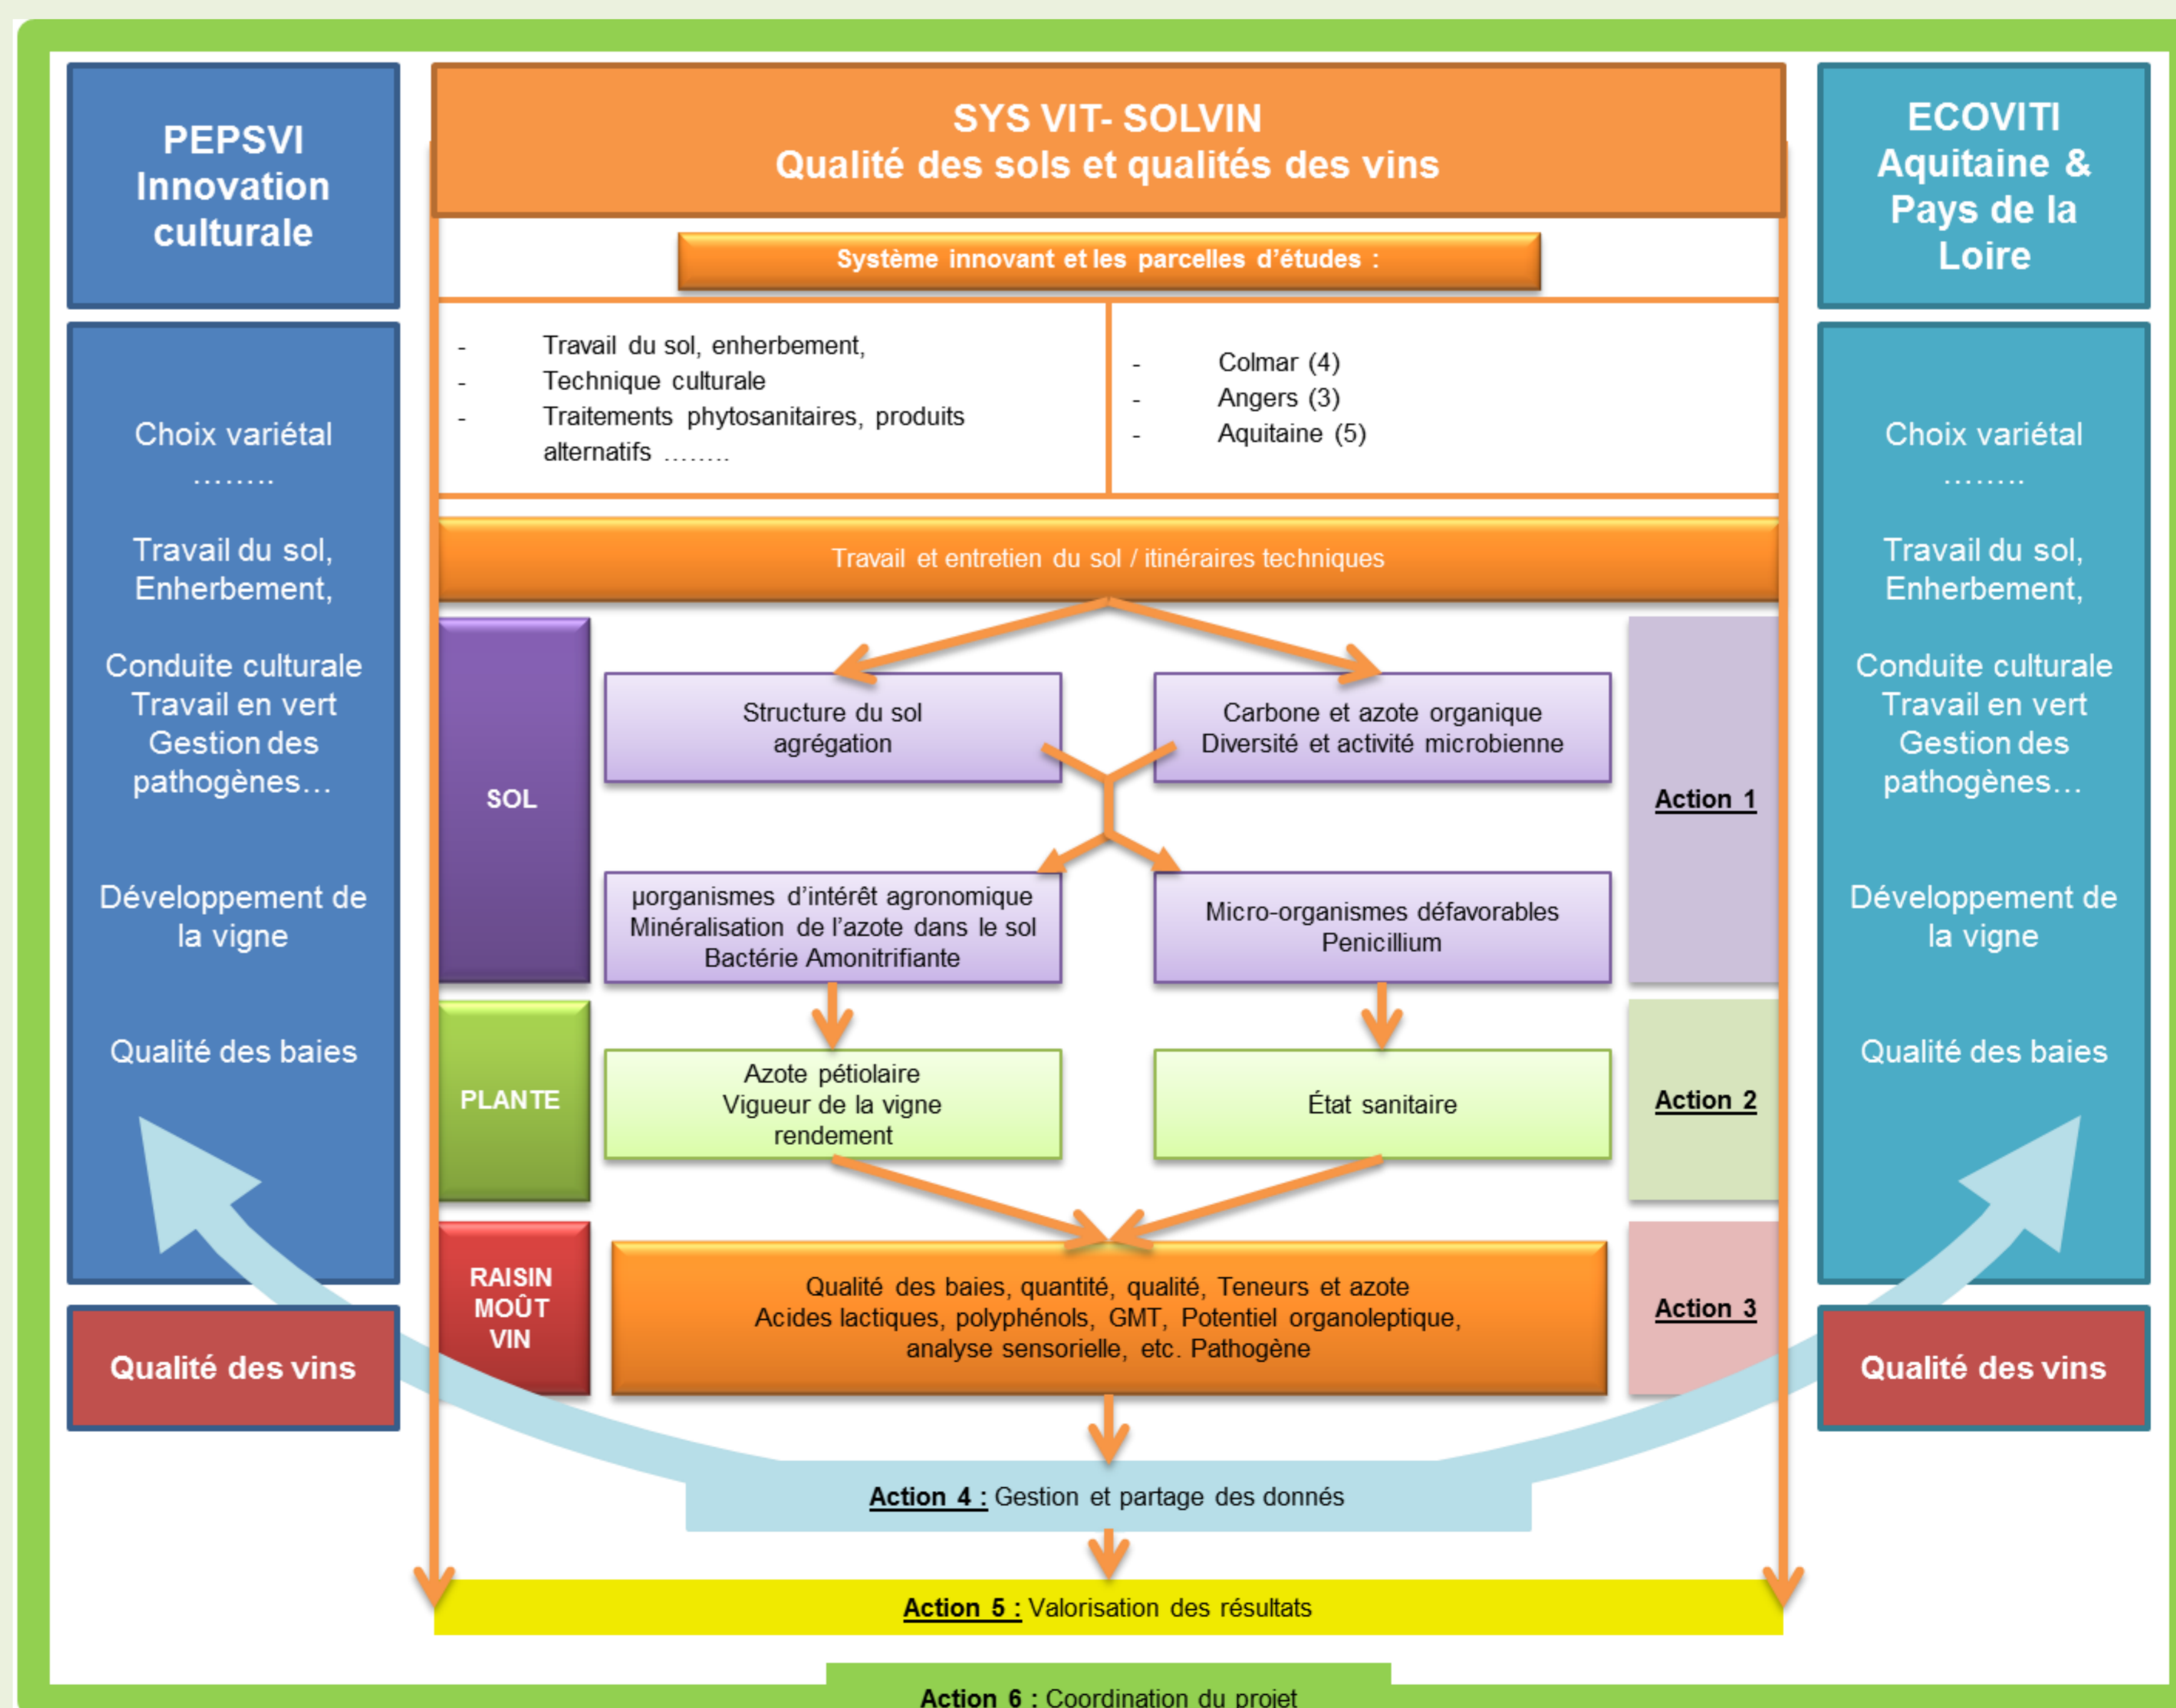 PEPSVI
Innovation
culturale
Choix variétal
........
Travail du sol,
Enherbement,
Conduite culturale
Travail en vert
Gestion des
pathogènes...
Développement de
la vigne
Qualité des baies
Qualité des vins
SYS VIT- SOLVIN
Qualité des sols et qualités des vins
Système innovant et les parcelles d'études :
- Travail du sol, enherbement,
- Technique culturale
- Traitements phytosanitaires, produits
alternatifs ........
- Colmar (4)
- Angers (3)
- Aquitaine (5)
Travail et entretien du sol / itinéraires techniques
SOL
Structure du sol
agrégation
Carbone et azote organique
Diversité et activité microbienne
Action 1
µorganismes d'intérêt agronomique
Minéralisation de l'azote dans le sol
Bactérie Amonitrifiante
Micro-organismes défavorables
Penicillium
PLANTE
Azote pétiolaire
Vigueur de la vigne
rendement
État sanitaire
Action 2
RAISIN
MOÛT
VIN
Qualité des baies, quantité, qualité, Teneurs et azote
Acides lactiques, polyphénols, GMT, Potentiel organoleptique,
analyse sensorielle, etc. Pathogène
Action 3
Action 4 : Gestion et partage des donnés
Action 5 : Valorisation des résultats
Action 6 : Coordination du projet
ECOVITI
Aquitaine &
Pays de la
Loire
Choix variétal
........
Travail du sol,
Enherbement,
Conduite culturale
Travail en vert
Gestion des
pathogènes...
Développement de
la vigne
Qualité des baies
Qualité des vins